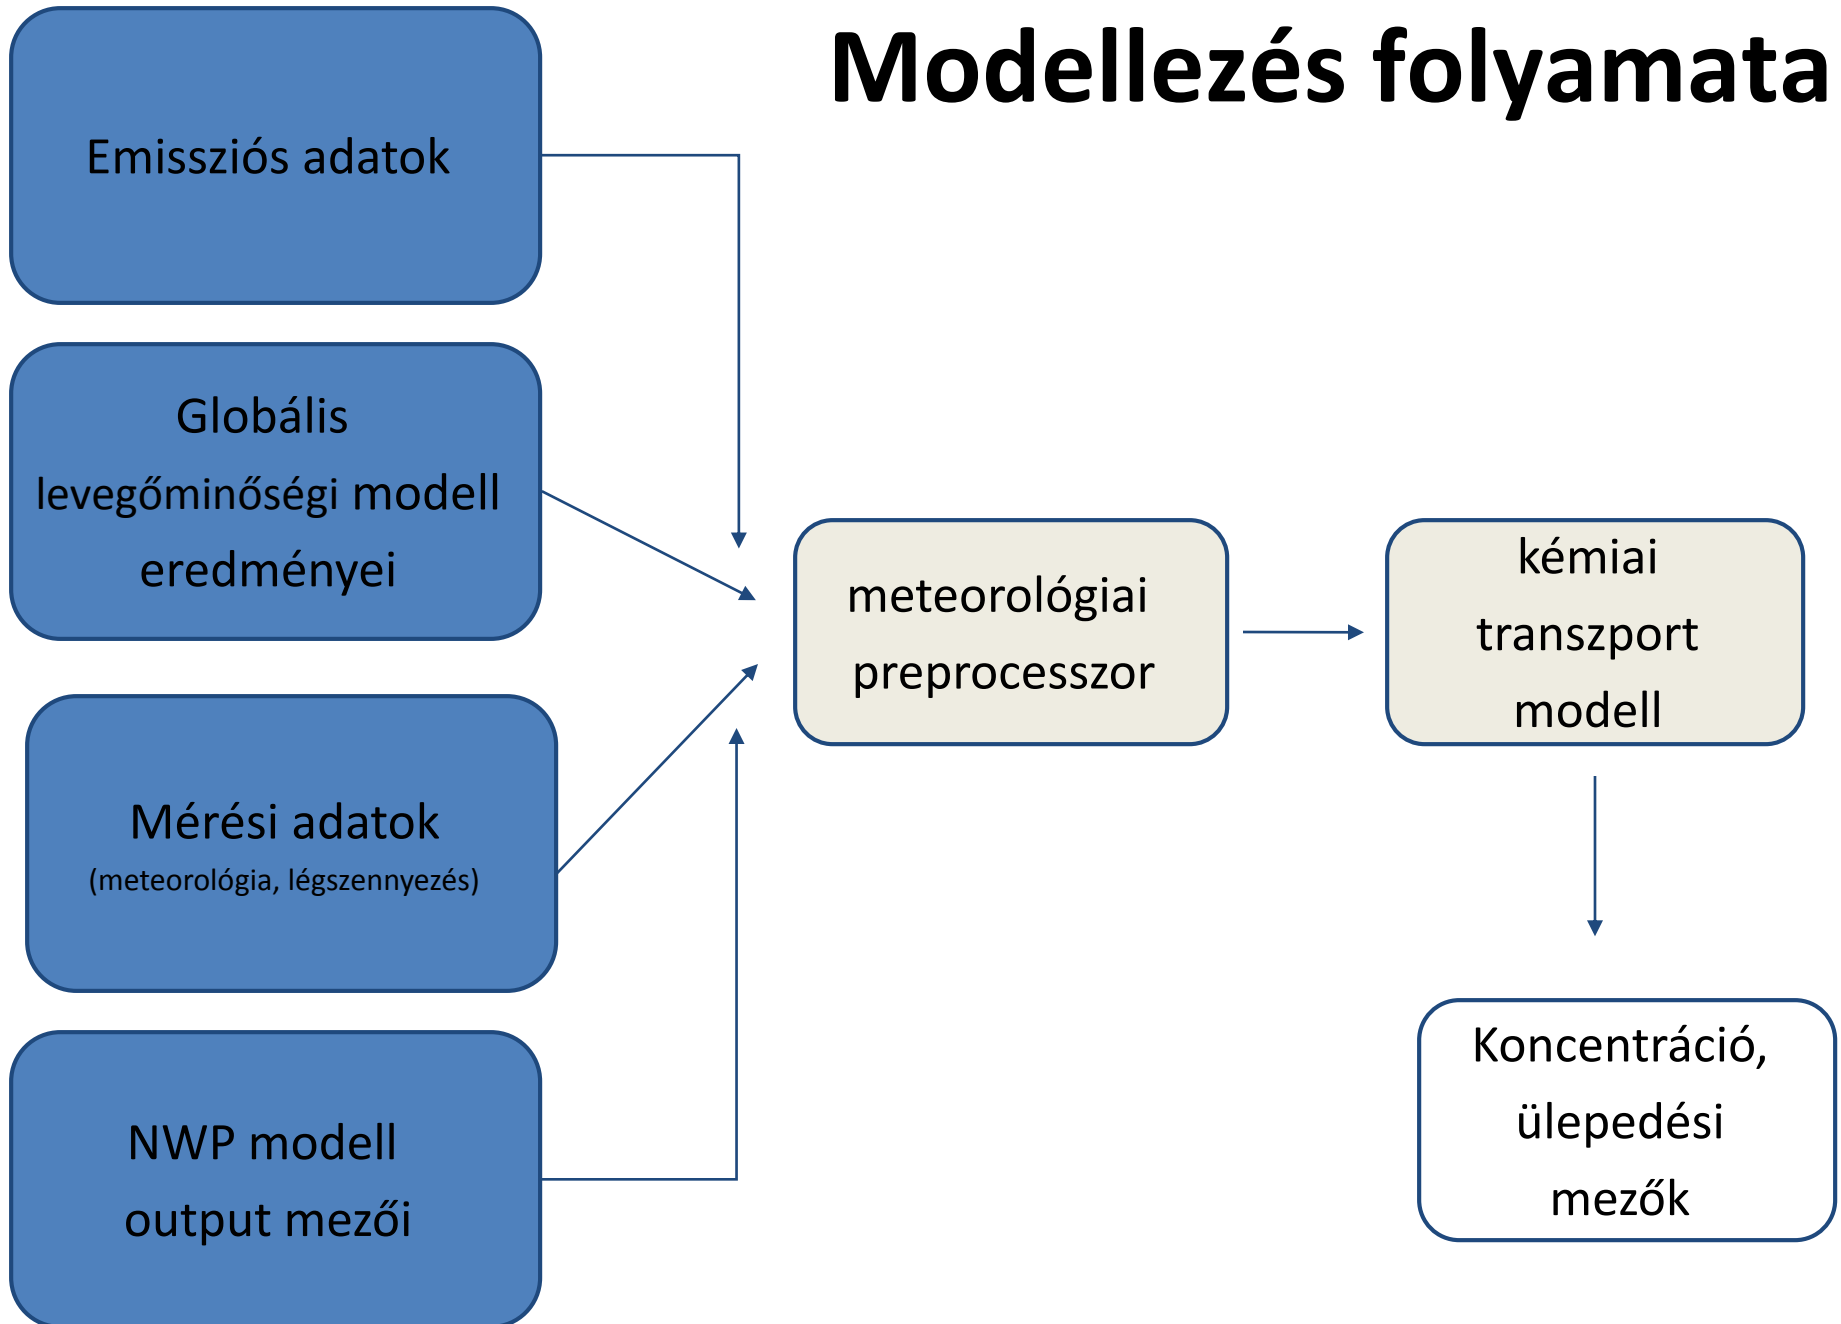 Modellezés folyamata
Emissziós adatok
Globális
levegőminőségi modell
eredményei
Mérési adatok
(meteorológia, légszennyezés)
NWP modell
output mezői
meteorológiai
preprocesszor
kémiai
transzport
modell
Koncentráció,
ülepedési
mezők